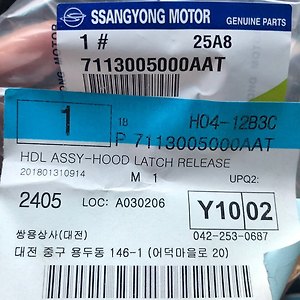 SSANGYONG MOTOR
GENUINE PARTS
1 # 25A8
7113005000AAT
1
1B
H04-12B3C
P 7113005000AAT
HDL ASSY-HOOD LATCH RELEASE
201801310914
M 1
UPQ2:
2405
LOC: A030206
Y10 02
쌍용상사(대전)
042-253-0687
대전 중구 용두동 146-1 (어덕마을로 20)